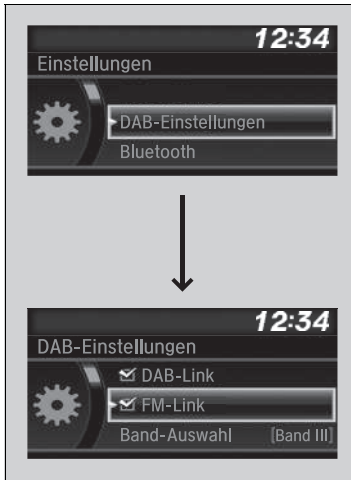 12:34
Einstellungen
DAB-Einstellungen
Bluetooth
12:34
DAB-Einstellungen
DAB-Link
FM-Link
Band-Auswahl [Band III]